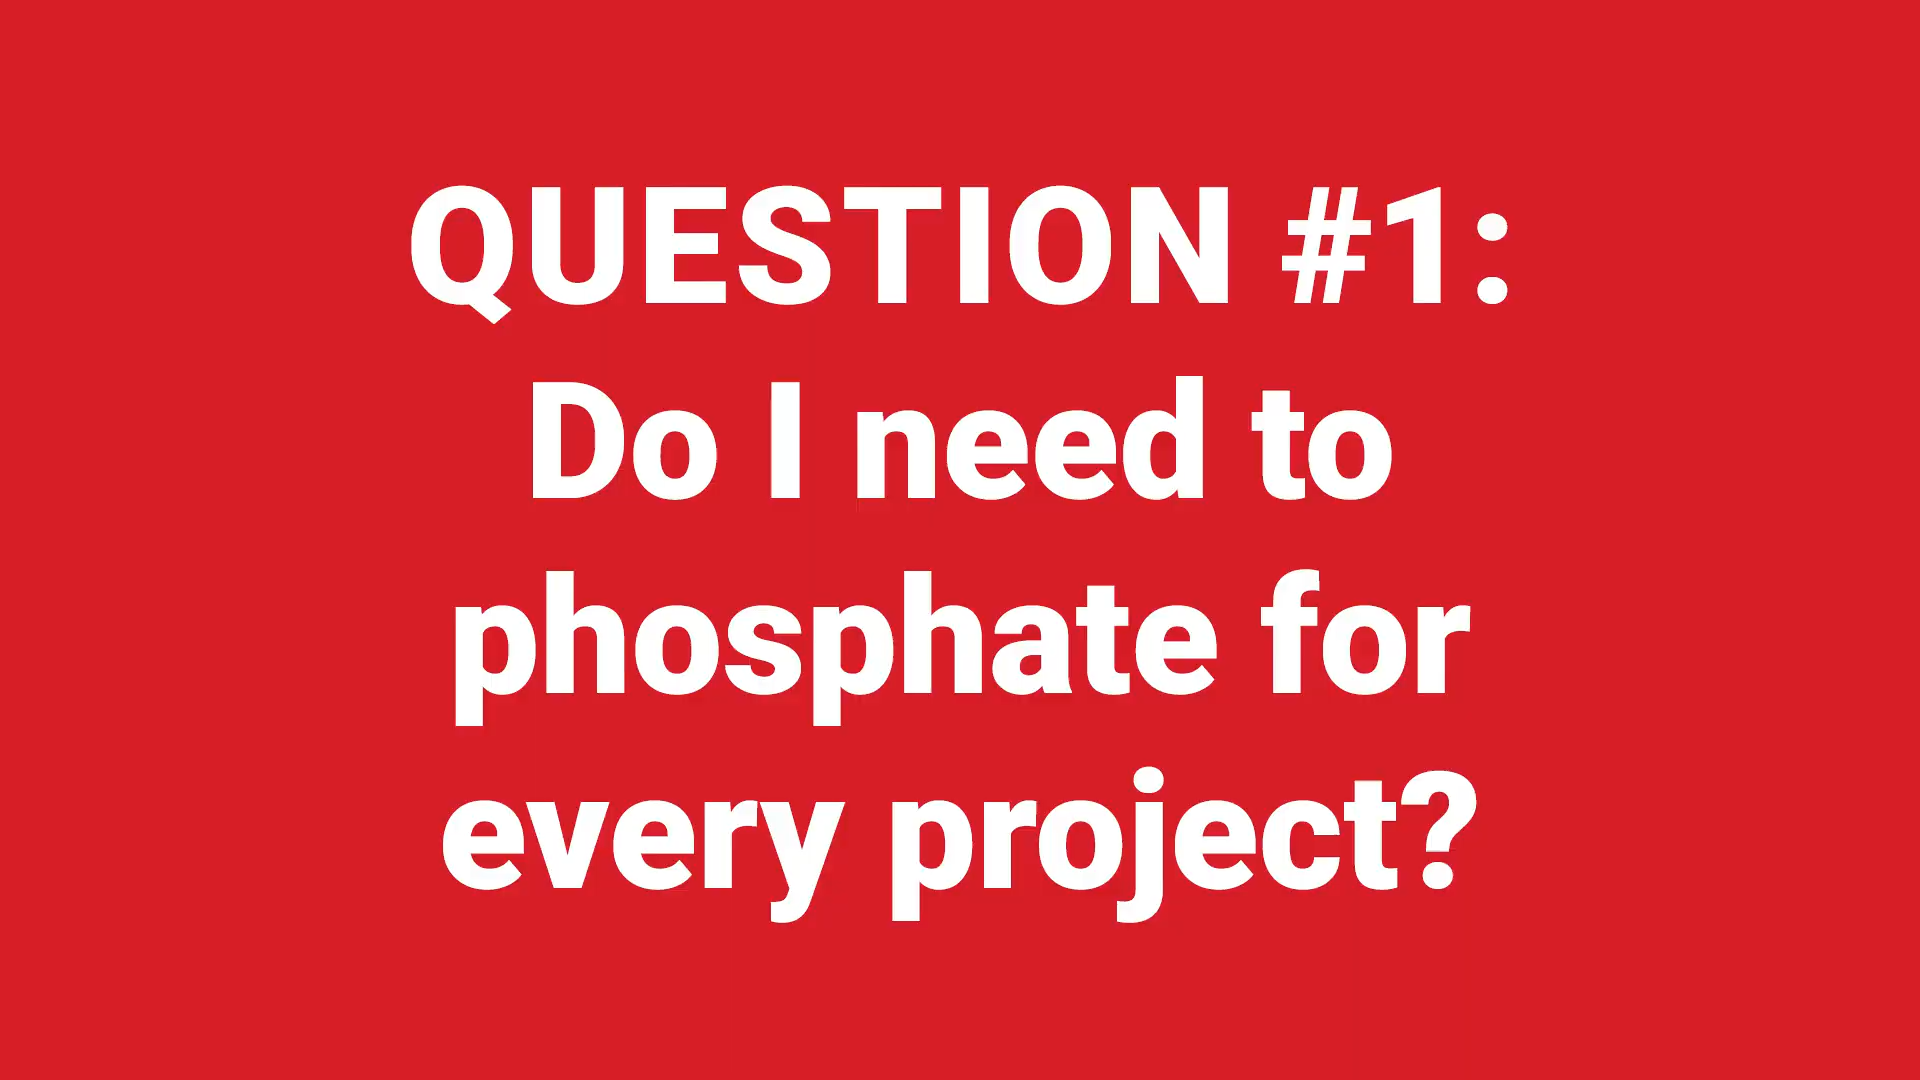 QUESTION #1:
Do I need to
phosphate for
every project?